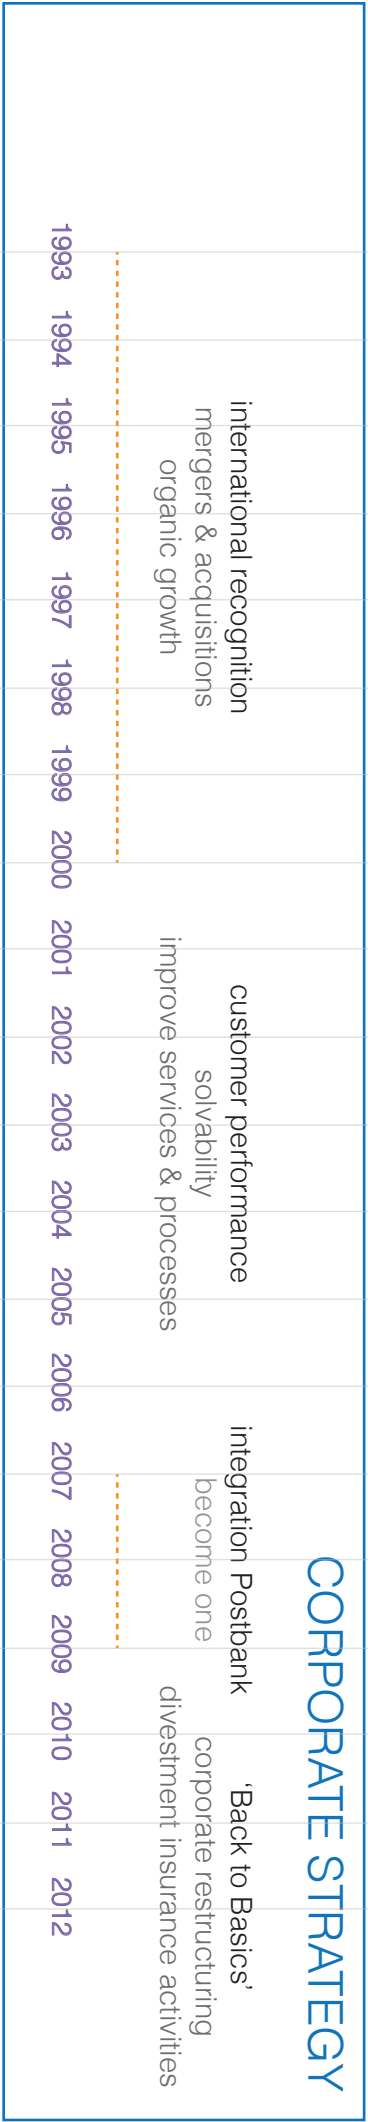 CORPORATE STRATEGY
international recognition
mergers & acquisitions
organic growth
customer performance
solvability
improve services & processes
integration Postbank
become one
‘Back to Basics’
corporate restructuring
divestment insurance activities
1993 1994 1995 1996 1997 1998 1999 2000 2001 2002 2003 2004 2005 2006 2007 2008 2009 2010 2011 2012